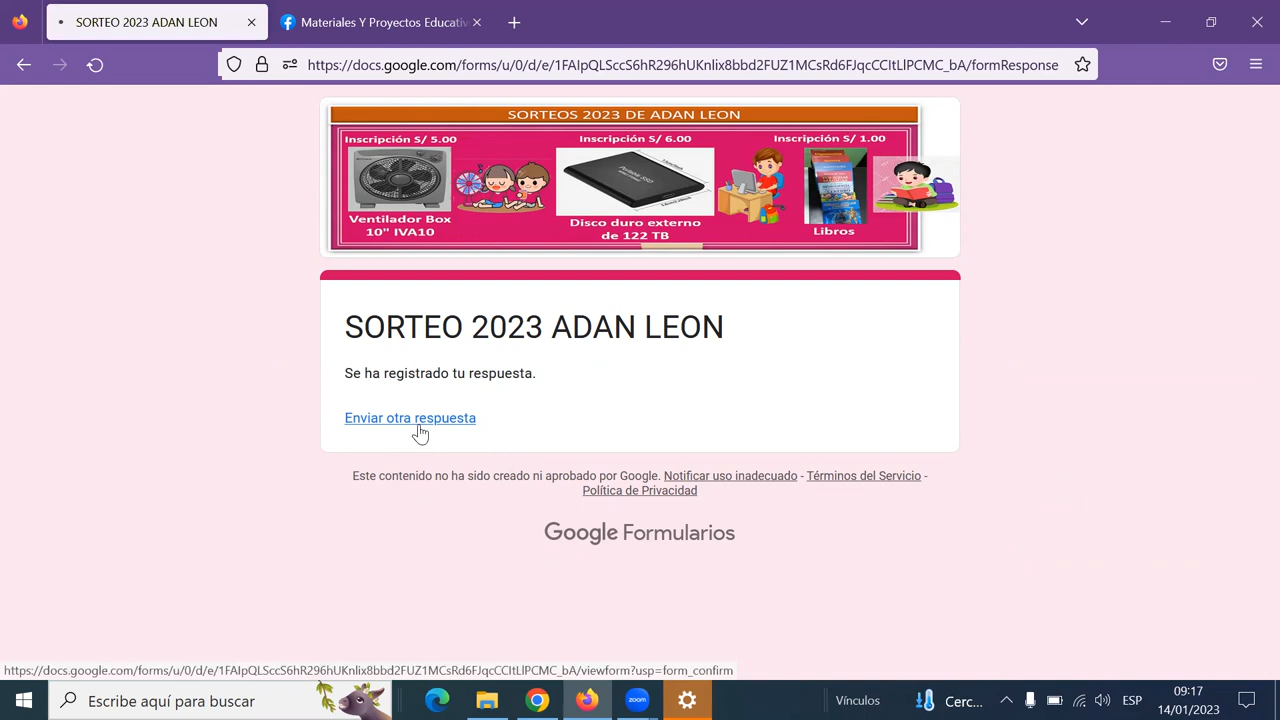 SORTEO 2023 ADAN LEON
Materiales Y Proyectos Educativ
https://docs.google.com/forms/u/0/d/e/1FAIpQLSccS6hR296hUKnlix8bbd2FUZ1MCsRd6FJqcCCItLlPCMC_bA/formResponse
SORTEOS 2023 DE ADAN LEON
Inscripción S/ 5.00
Inscripción S/ 6.00
Inscripción S/ 1.00
Ventilador Box
10" IVA10
Disco duro externo
de 122 TB
Libros
SORTEO 2023 ADAN LEON
Se ha registrado tu respuesta.
Enviar otra respuesta
Este contenido no ha sido creado ni aprobado por Google. Notificar uso inadecuado - Términos del Servicio -
Política de Privacidad
Google Formularios
https://docs.google.com/forms/u/0/d/e/1FAIpQLSccS6hR296hUKnlix8bbd2FUZ1MCsRd6FJqcCCItLlPCMC_bA/viewform?usp=form_confirm
Escribe aquí para buscar
zoom
Vínculos
Cerc...
ESP
09:17
14/01/2023